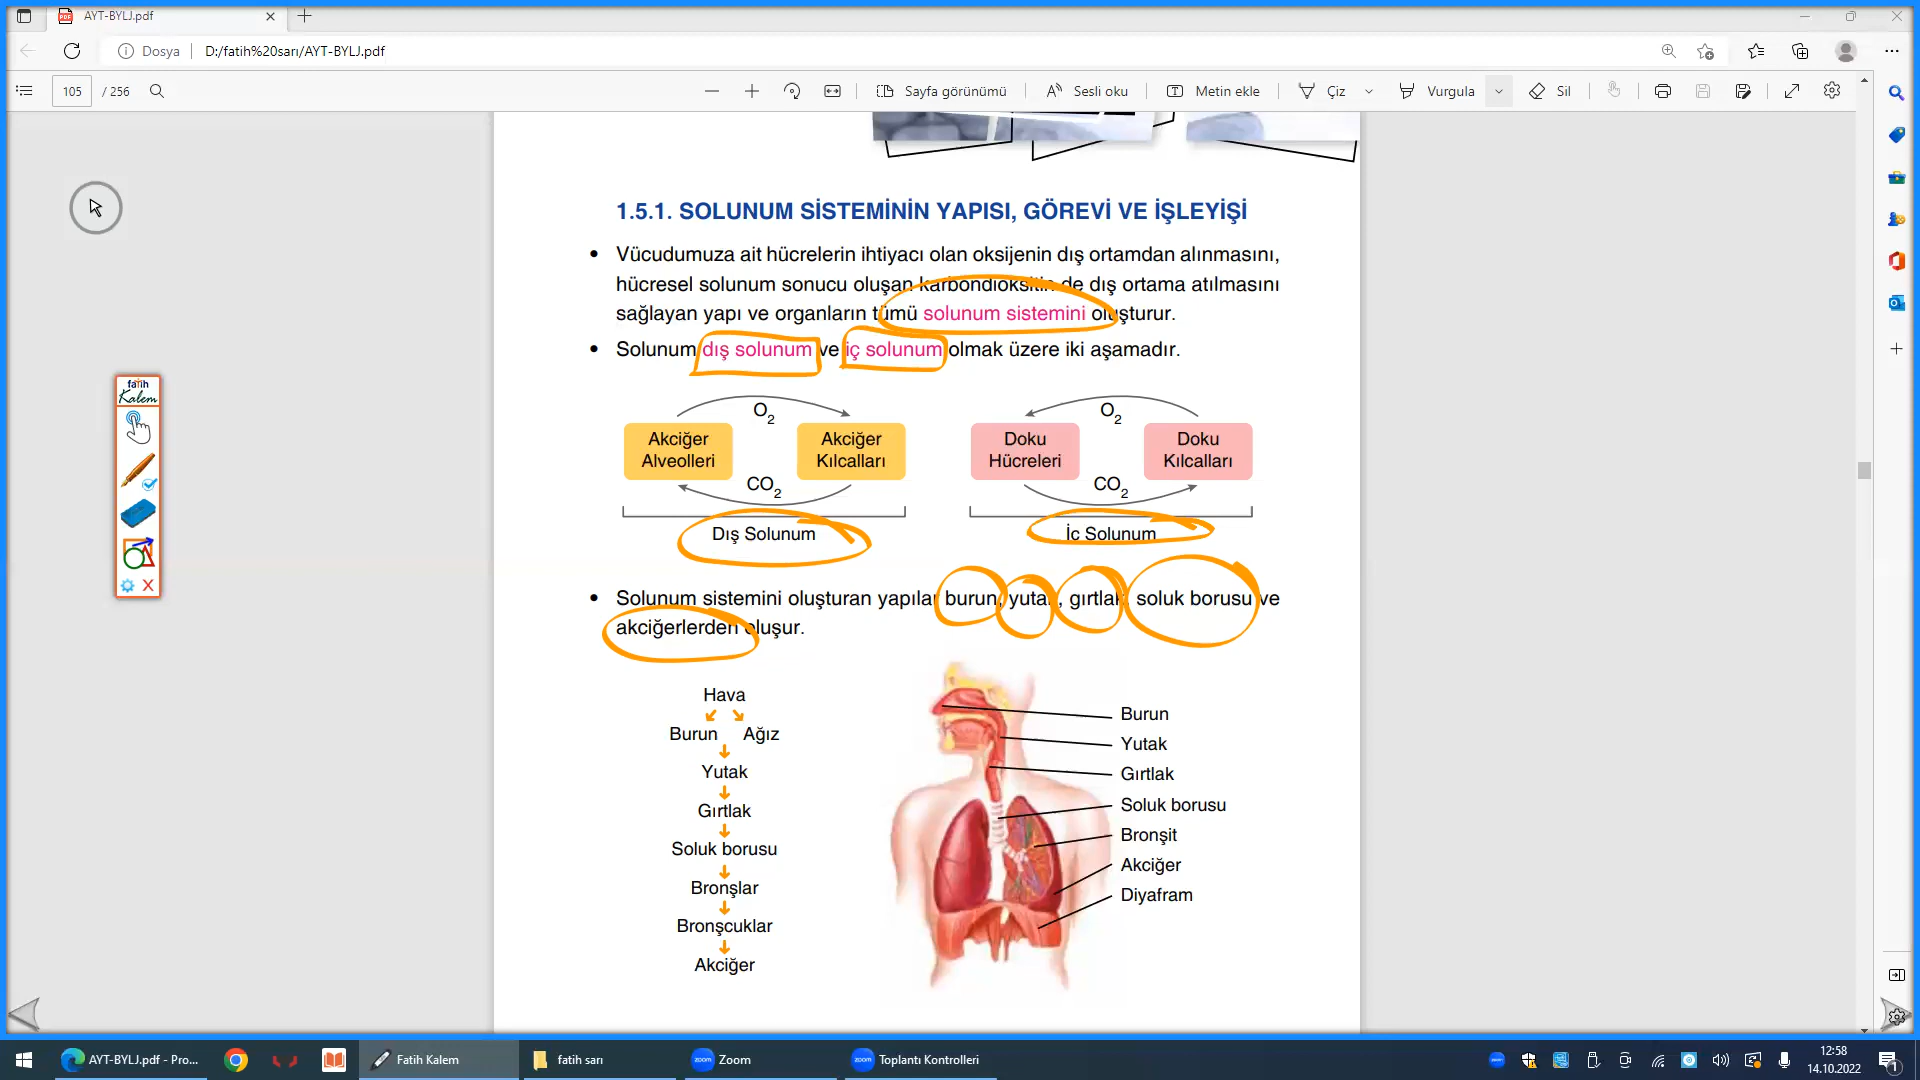 AYT-BYLJ.pdf
Dosya
D:/fatih%20sarı/AYT-BYLJ.pdf
105 / 256
Sayfa görünümü
Sesli oku
Metin ekle
Çiz
Vurgula
Sil
1.5.1. SOLUNUM SİSTEMİNİN YAPISI, GÖREVİ VE İŞLEYİŞİ
• Vücudumuza ait hücrelerin ihtiyacı olan oksijenin dış ortamdan alınmasını,
hücresel solunum sonucu oluşan karbondioksitin de dış ortama atılmasını
sağlayan yapı ve organların tümü solunum sistemini oluşturur.
• Solunum dış solunum ve iç solunum olmak üzere iki aşamadır.
fatih
Kalem
O2
Akciğer
Alveolleri
Akciğer
Kılcalları
CO2
Dış Solunum
O2
Doku
Hücreleri
Doku
Kılcalları
CO2
İç Solunum
• Solunum sistemini oluşturan yapılar burun, yutak, gırtlak, soluk borusu ve
akciğerlerden oluşur.
Hava
Burun Ağız
Yutak
Gırtlak
Soluk borusu
Bronşlar
Bronşcuklar
Akciğer
Burun
Yutak
Gırtlak
Soluk borusu
Bronşit
Akciğer
Diyafram
AYT-BYLJ.pdf - Pro...
Fatih Kalem
fatih sarı
zoom
Zoom
zoom
Toplantı Kontrolleri
12:58
14.10.2022
1